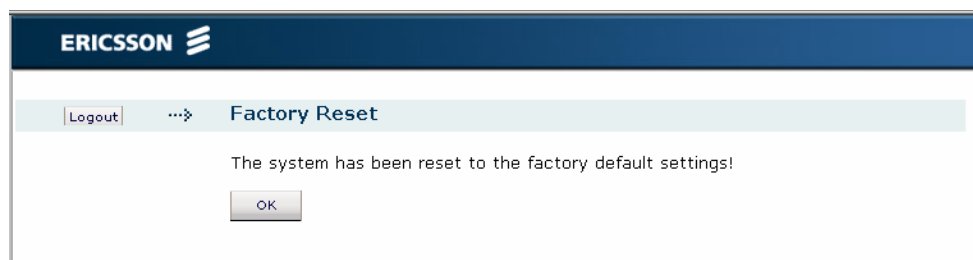 ERICSSON
Logout
Factory Reset
The system has been reset to the factory default settings!
OK